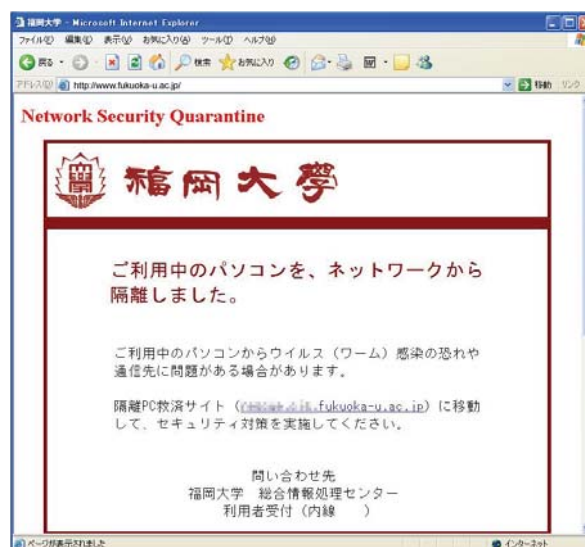 福岡大学 - Microsoft Internet Explorer
ファイル(F) 編集(E) 表示(V) お気に入り(A) ツール(T) ヘルプ(H)
戻る 検索 お気に入り
アドレス(D) http://www.fukuoka-u.ac.jp/ 移動 リンク
Network Security Quarantine
福岡大學
ご利用中のパソコンを、ネットワークから
隔離しました。
ご利用中のパソコンからウイルス（ワーム）感染の恐れや
通信先に問題がある場合があります。
隔離PC救済サイト（.fukuoka-u.ac.jp）に移動
して、セキュリティ対策を実施してください。
問い合わせ先
福岡大学 総合情報処理センター
利用者受付（内線 ）
ページが表示されました インターネット